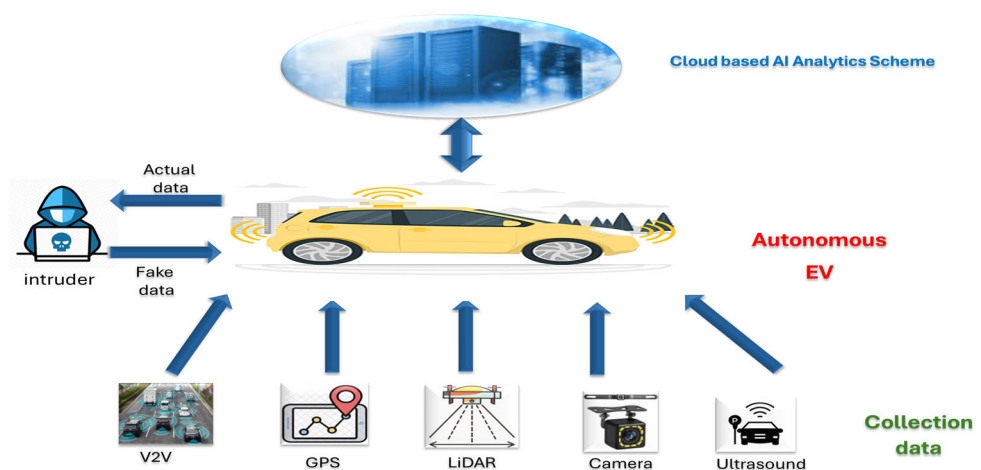 Cloud based AI Analytics Scheme
Actual
data
intruder
Fake
data
Autonomous
EV
V2V
GPS
LiDAR
Camera
Ultrasound
P
Collection
data